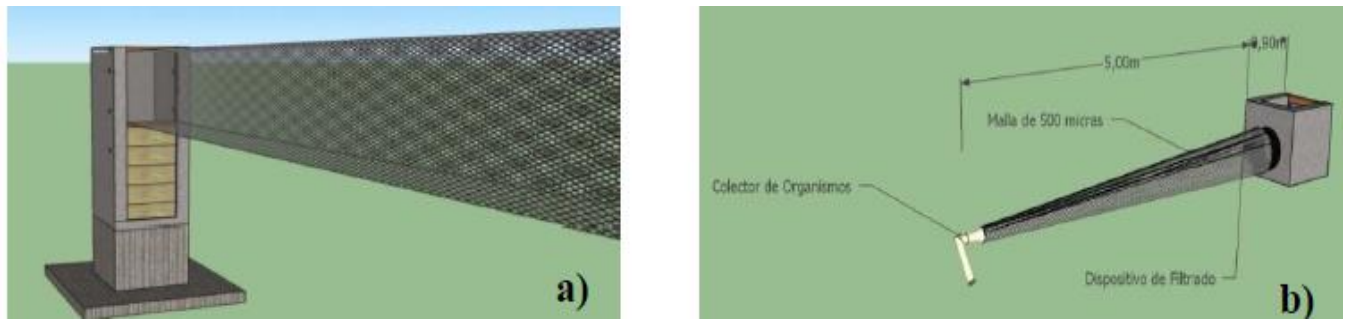 a)
0,90m
5,00m
Malla de 500 micras
Colector de Organismos
Dispositivo de Filtrado
b)